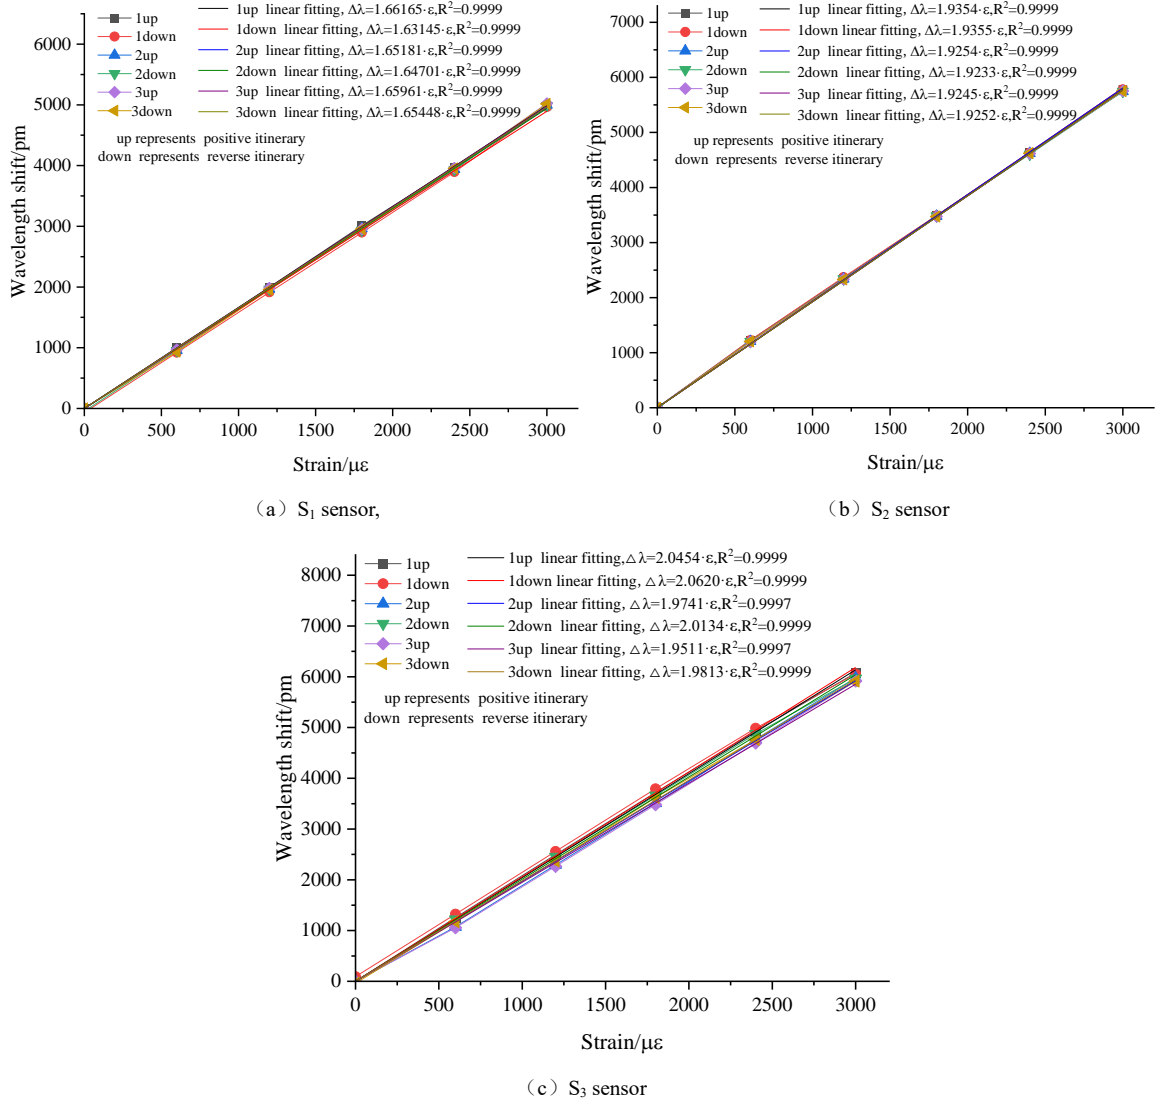 1up
1down
2up
2down
3up
3down
1up linear fitting, Δλ=1.66165·ε,R²=0.9999
1down linear fitting, Δλ=1.63145·ε,R²=0.9999
2up linear fitting, Δλ=1.65181·ε,R²=0.9999
2down linear fitting, Δλ=1.64701·ε,R²=0.9999
3up linear fitting, Δλ=1.65961·ε,R²=0.9999
3down linear fitting, Δλ=1.65448·ε,R²=0.9999
up represents positive itinerary
down represents reverse itinerary
Wavelength shift/pm
6000
5000
4000
3000
2000
1000
0
0 500 1000 1500 2000 2500 3000
Strain/με
（a）S₁ sensor,
1up
1down
2up
2down
3up
3down
1up linear fitting, Δλ=1.9354·ε,R²=0.9999
1down linear fitting, Δλ=1.9355·ε,R²=0.9999
2up linear fitting, Δλ=1.9254·ε,R²=0.9999
2down linear fitting, Δλ=1.9233·ε,R²=0.9999
3up linear fitting, Δλ=1.9245·ε,R²=0.9999
3down linear fitting, Δλ=1.9252·ε,R²=0.9999
up represents positive itinerary
down represents reverse itinerary
Wavelength shift/pm
7000
6000
5000
4000
3000
2000
1000
0
0 500 1000 1500 2000 2500 3000
Strain/με
（b）S₂ sensor
1up
1down
2up
2down
3up
3down
1up linear fitting,△λ=2.0454·ε,R²=0.9999
1down linear fitting, △λ=2.0620·ε,R²=0.9999
2up linear fitting, △λ=1.9741·ε,R²=0.9997
2down linear fitting, △λ=2.0134·ε,R²=0.9999
3up linear fitting, △λ=1.9511·ε,R²=0.9997
3down linear fitting, △λ=1.9813·ε,R²=0.9999
up represents positive itinerary
down represents reverse itinerary
Wavelength shift/pm
8000
7000
6000
5000
4000
3000
2000
1000
0
0 500 1000 1500 2000 2500 3000
Strain/με
（c）S₃ sensor